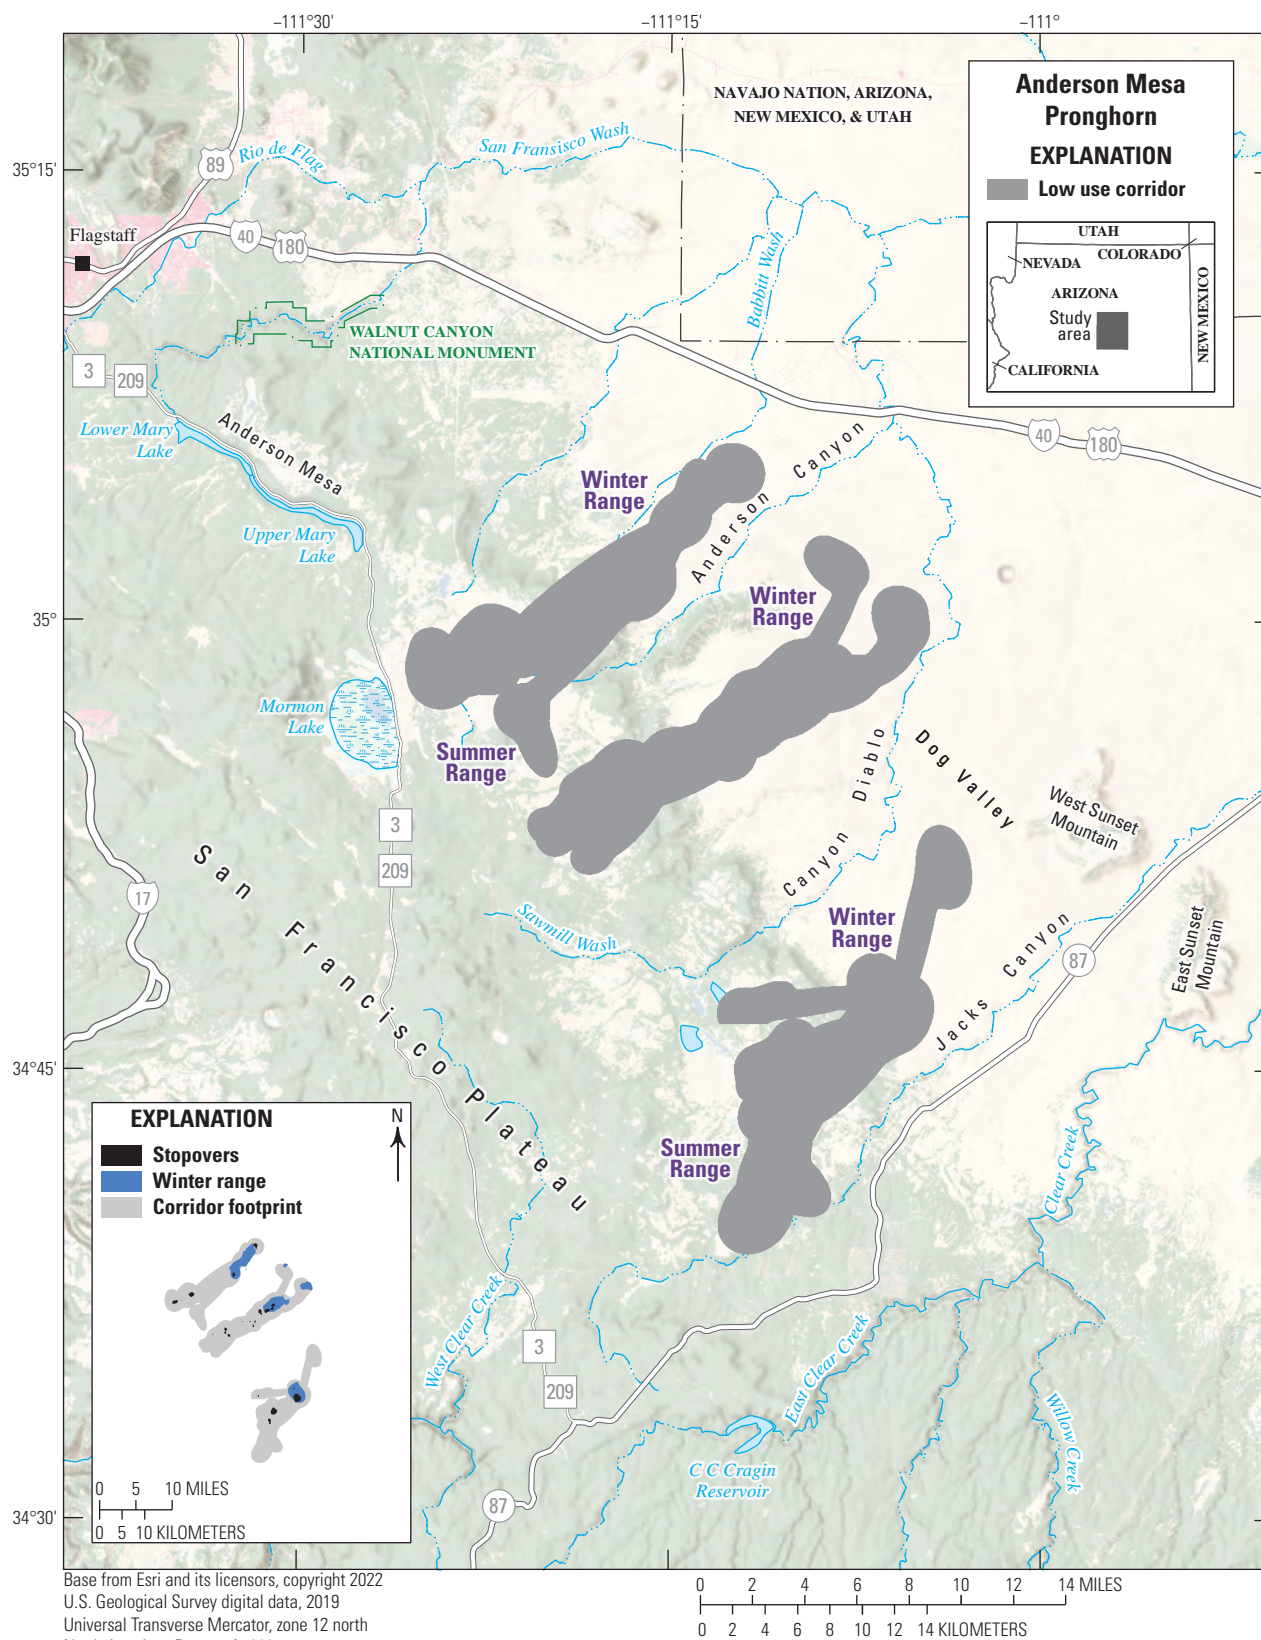 –111°30'
–111°15'
–111°
35°15'
35°
34°45'
34°30'
NAVAJO NATION, ARIZONA,
NEW MEXICO, & UTAH
Anderson Mesa
Pronghorn
EXPLANATION
Low use corridor
UTAH
COLORADO
NEVADA
ARIZONA
Study
area
NEW MEXICO
CALIFORNIA
Rio de Flag
San Fransisco Wash
89
Flagstaff
40
180
Babbitt Wash
WALNUT CANYON
NATIONAL MONUMENT
3
209
Lower Mary
Lake
Anderson Mesa
Upper Mary
Lake
40
180
Winter
Range
Anderson Canyon
Winter
Range
Mormon
Lake
Summer
Range
Canyon Diablo
Dog Valley
West Sunset
Mountain
3
209
17
San Francisco Plateau
Sawmill Wash
Winter
Range
Jacks Canyon
87
East Sunset
Mountain
Summer
Range
Clear Creek
West Clear Creek
3
209
East Clear Creek
Willow Creek
C C Cragin
Reservoir
87
EXPLANATION
N
Stopovers
Winter range
Corridor footprint
0 5 10 MILES
0 5 10 KILOMETERS
Base from Esri and its licensors, copyright 2022
U.S. Geological Survey digital data, 2019
Universal Transverse Mercator, zone 12 north
0 2 4 6 8 10 12 14 MILES
0 2 4 6 8 10 12 14 KILOMETERS